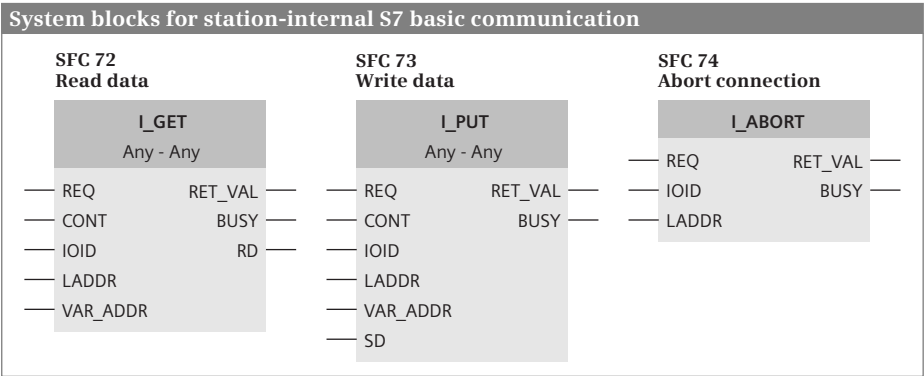 System blocks for station-internal S7 basic communication
SFC 72
Read data
I_GET
Any - Any
REQ RET_VAL
CONT BUSY
IOID RD
LADDR
VAR_ADDR
SFC 73
Write data
I_PUT
Any - Any
REQ RET_VAL
CONT BUSY
IOID
LADDR
VAR_ADDR
SD
SFC 74
Abort connection
I_ABORT
REQ RET_VAL
IOID BUSY
LADDR